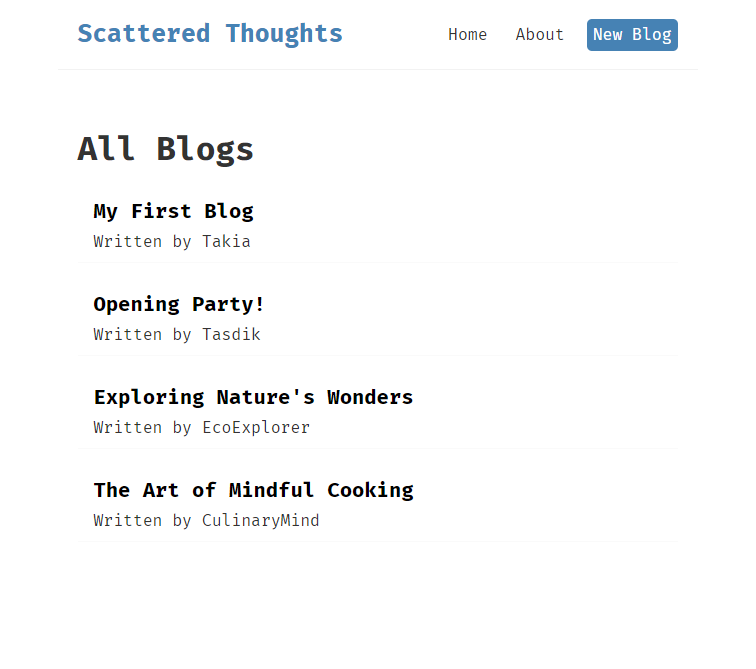 Scattered Thoughts
Home About New Blog
All Blogs
My First Blog
Written by Takia
Opening Party!
Written by Tasdik
Exploring Nature's Wonders
Written by EcoExplorer
The Art of Mindful Cooking
Written by CulinaryMind